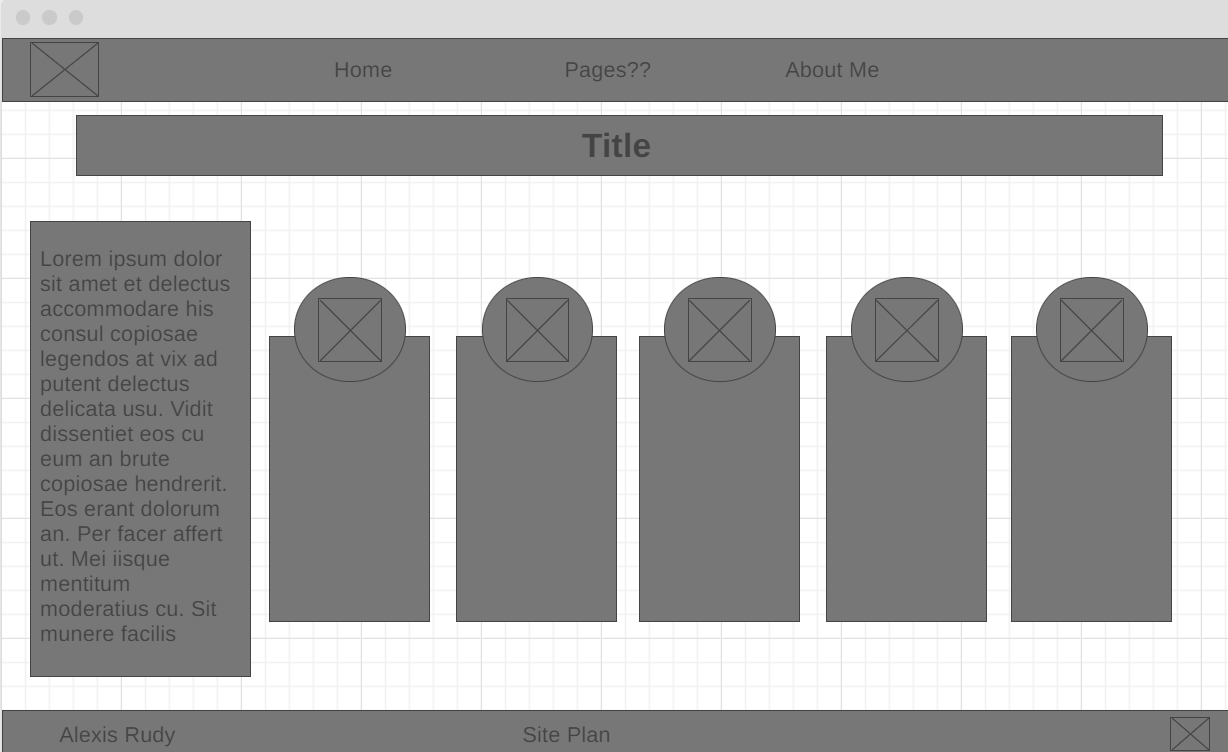 Home Pages?? About Me
Title
Lorem ipsum dolor
sit amet et delectus
accommodare his
consul copiosae
legendos at vix ad
putent delectus
delicata usu. Vidit
dissentiet eos cu
eum an brute
copiosae hendrerit.
Eos erant dolorum
an. Per facer affert
ut. Mei iisque
mentitum
moderatius cu. Sit
munere facilis
Alexis Rudy Site Plan